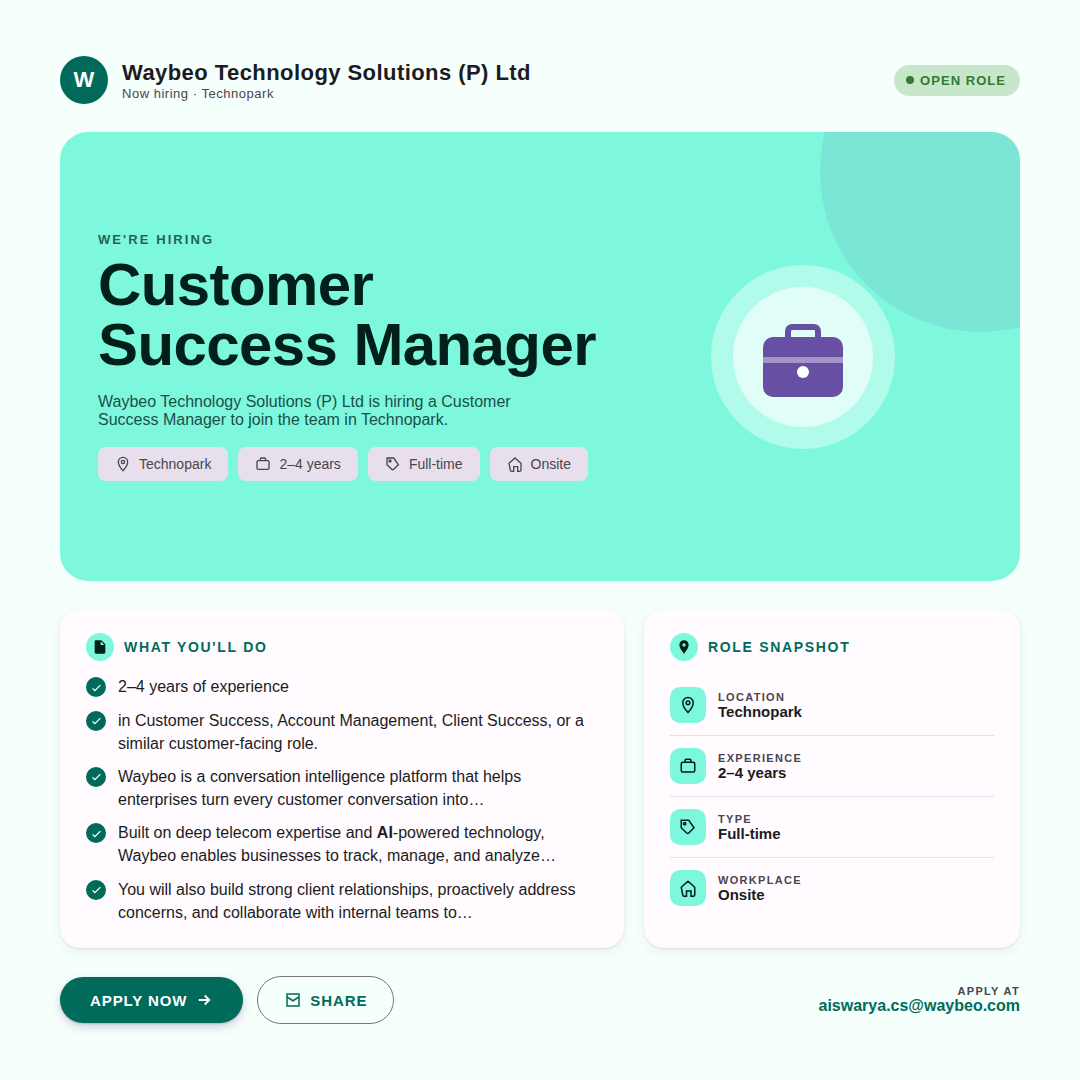 W
Waybeo Technology Solutions (P) Ltd
Now hiring · Technopark
OPEN ROLE
WE'RE HIRING
Customer
Success Manager
Waybeo Technology Solutions (P) Ltd is hiring a Customer
Success Manager to join the team in Technopark.
Technopark
2–4 years
Full-time
Onsite
WHAT YOU'LL DO
2–4 years of experience
in Customer Success, Account Management, Client Success, or a
similar customer-facing role.
Waybeo is a conversation intelligence platform that helps
enterprises turn every customer conversation into…
Built on deep telecom expertise and AI-powered technology,
Waybeo enables businesses to track, manage, and analyze…
You will also build strong client relationships, proactively address
concerns, and collaborate with internal teams to…
ROLE SNAPSHOT
LOCATION
Technopark
EXPERIENCE
2–4 years
TYPE
Full-time
WORKPLACE
Onsite
APPLY NOW
SHARE
APPLY AT
aiswarya.cs@waybeo.com